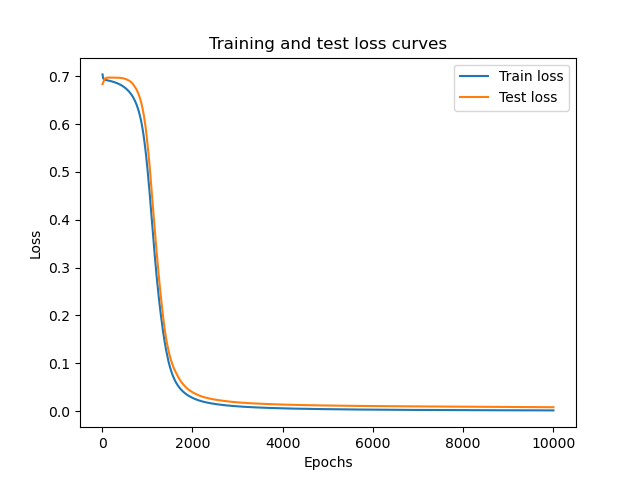 Training and test loss curves
Train loss
Test loss
0.7
0.6
0.5
0.4
0.3
0.2
0.1
0.0
Loss
0 2000 4000 6000 8000 10000
Epochs